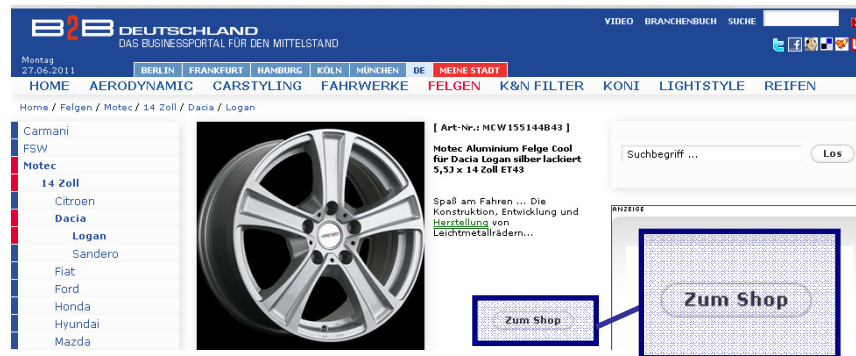 VIDEO BRANCHENBUCH SUCHE
B2B DEUTSCHLAND
DAS BUSINESSPORTAL FÜR DEN MITTELSTAND
Montag
27.06.2011
BERLIN FRANKFURT HAMBURG KÖLN MÜNCHEN DE MEINE STADT
HOME AERODYNAMIC CARSTYLING FAHRWERKE FELGEN K&N FILTER KONI LIGHTSTYLE REIFEN
Home / Felgen / Motec / 14 Zoll / Dacia / Logan
Carmani
FSW
Motec
14 Zoll
Citroen
Dacia
Logan
Sandero
Fiat
Ford
Honda
Hyundai
Mazda
[ Art-Nr.: MCW155144B43 ]
Motec Aluminium Felge Cool
für Dacia Logan silber lackiert
5,5J x 14 Zoll ET43
Spaß am Fahren ... Die
Konstruktion, Entwicklung und
Herstellung von
Leichtmetallrädern...
Zum Shop
Suchbegriff ... Los
ANZEIGE
Zum Shop